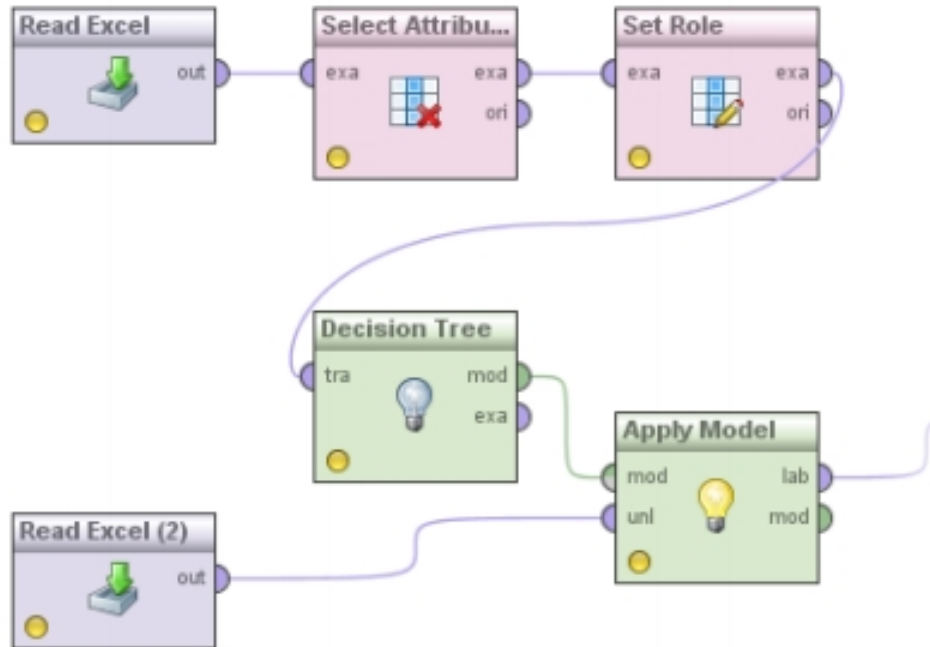 Read Excel
out
Select Attribu...
exa exa
ori
Set Role
exa exa
ori
Decision Tree
tra mod
exa
Apply Model
mod lab
unl mod
Read Excel (2)
out